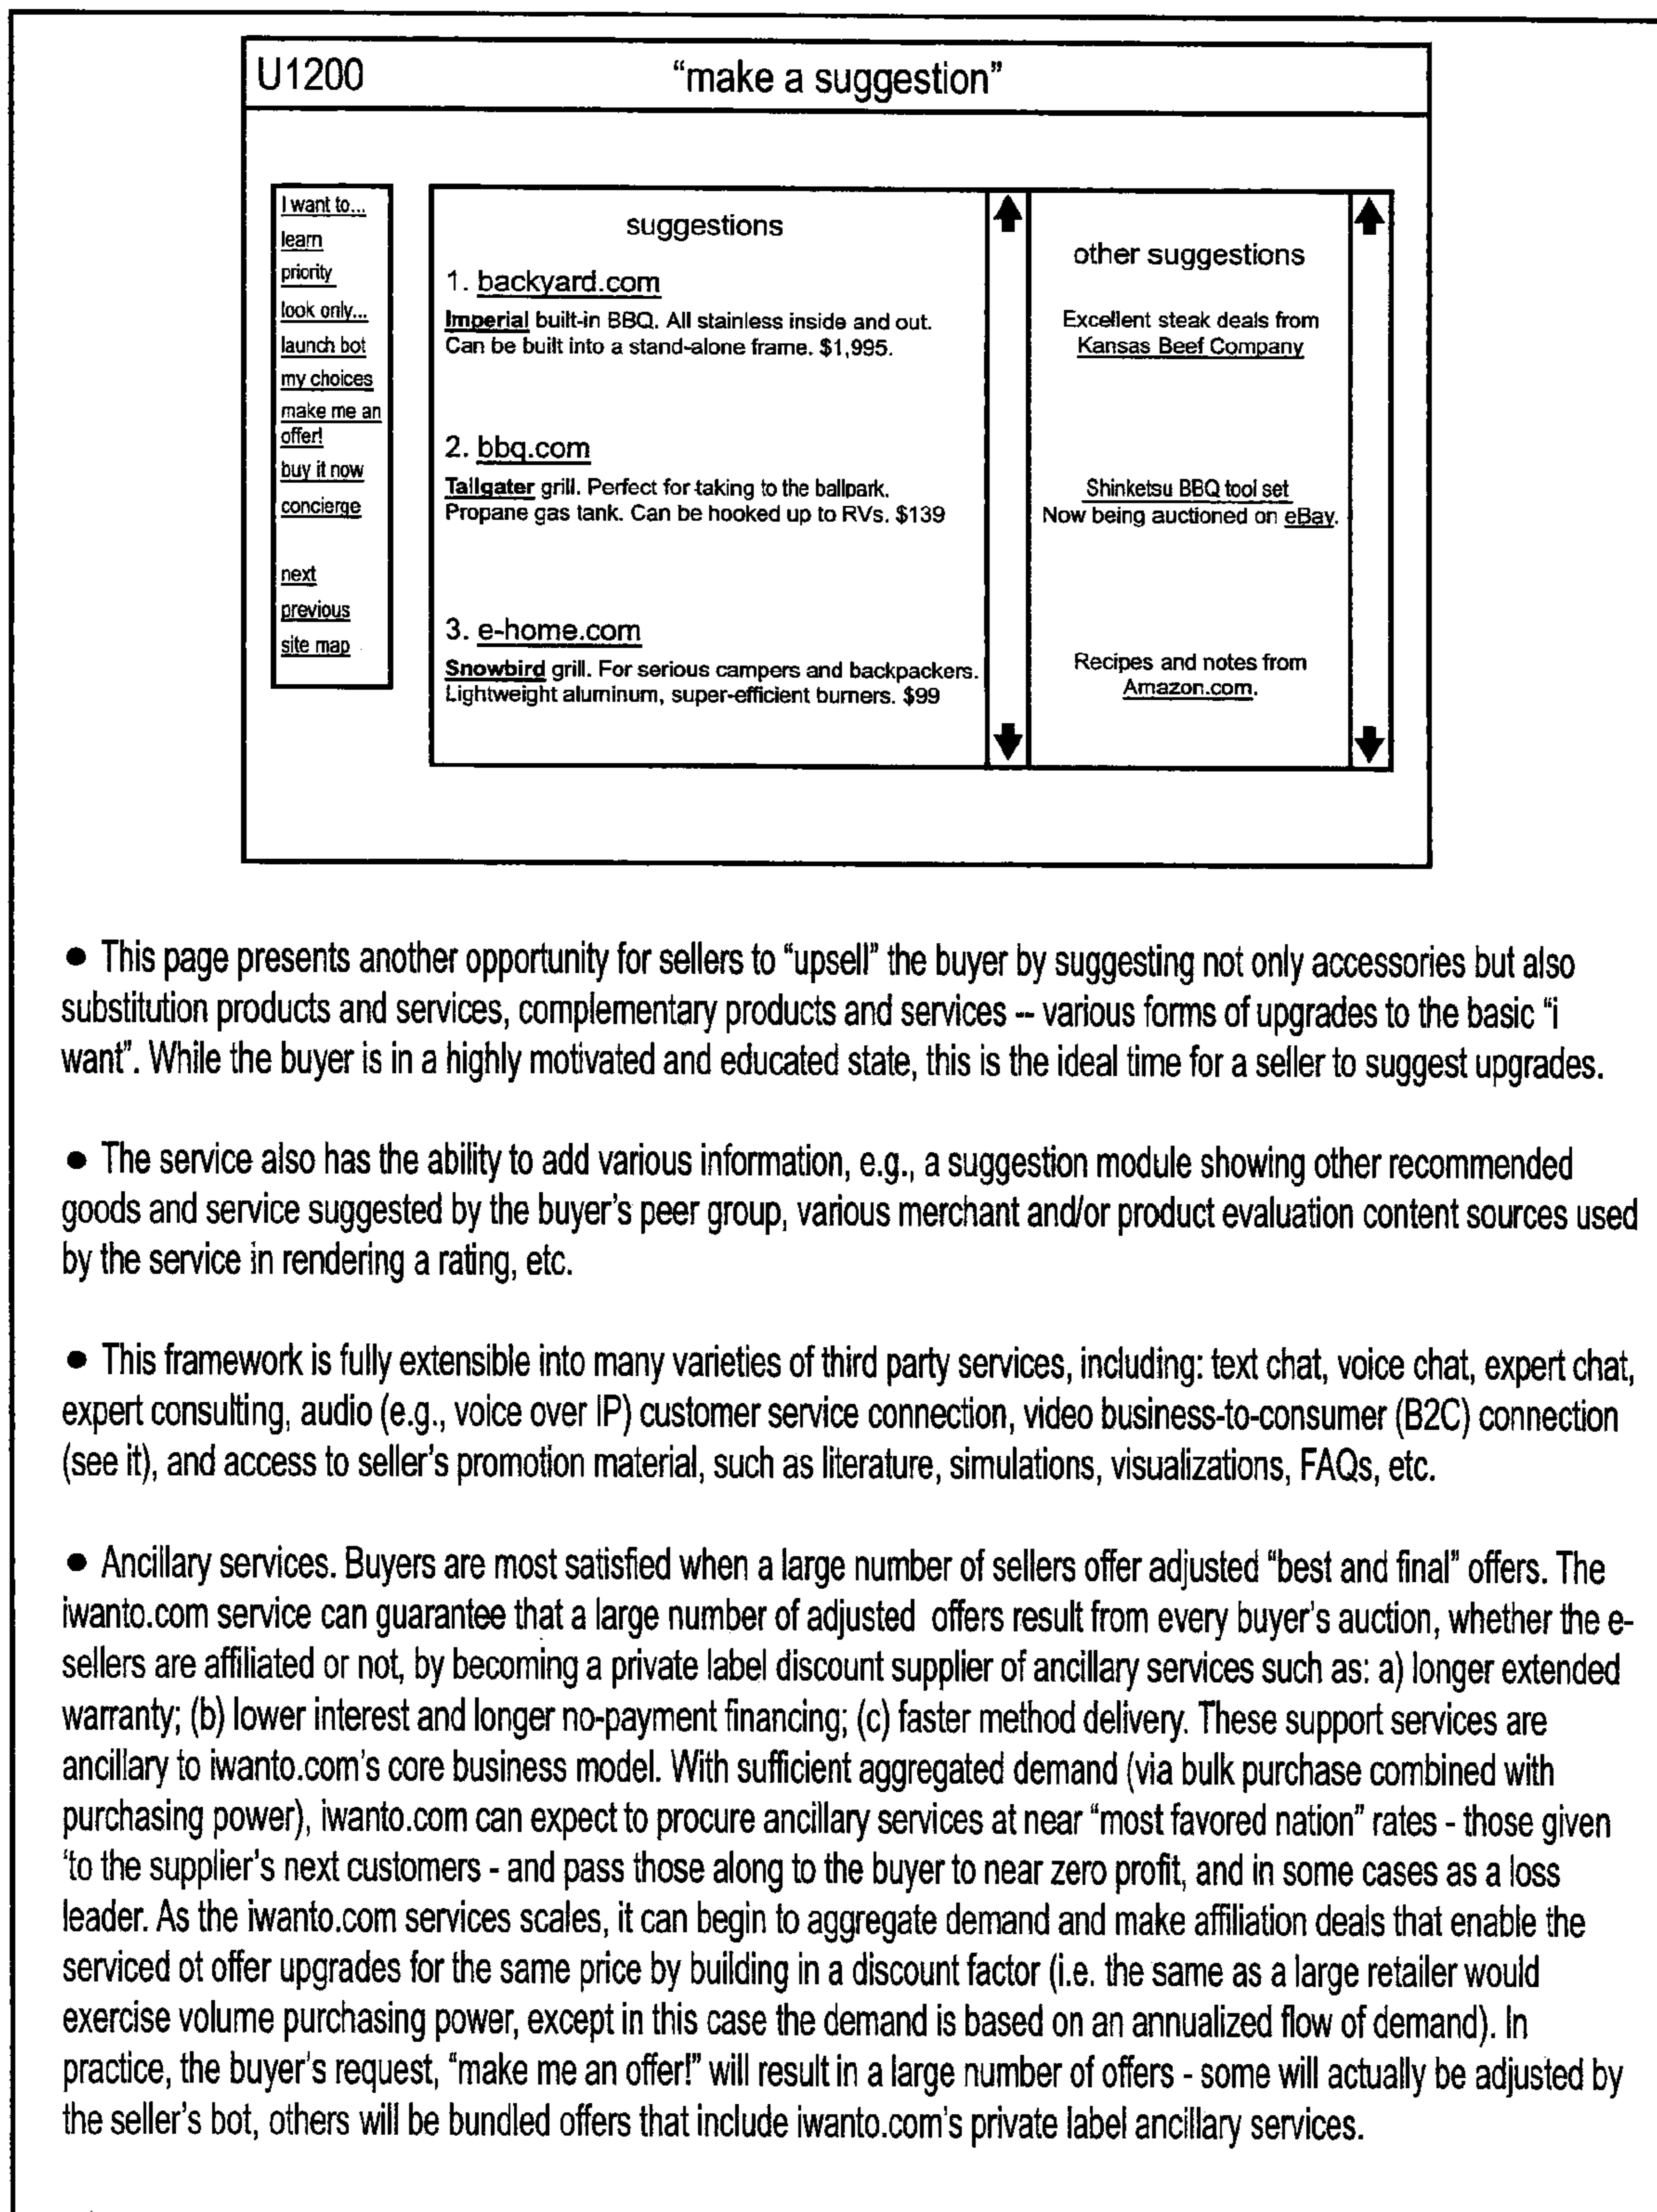 U1200
“make a suggestion”
I want to...
learn
priority
look only...
launch bot
my choices
make me an
offer!
buy it now
concierge
next
previous
site map
suggestions
1. backyard.com
Imperial built-in BBQ. All stainless inside and out.
Can be built into a stand-alone frame. $1,995.
2. bbq.com
Tailgater grill. Perfect for taking to the ballpark.
Propane gas tank. Can be hooked up to RVs. $139
3. e-home.com
Snowbird grill. For serious campers and backpackers.
Lightweight aluminum, super-efficient burners. $99
other suggestions
Excellent steak deals from
Kansas Beef Company
Shinketsu BBQ tool set
Now being auctioned on eBay.
Recipes and notes from
Amazon.com.
● This page presents another opportunity for sellers to “upsell” the buyer by suggesting not only accessories but also
substitution products and services, complementary products and services -- various forms of upgrades to the basic “i
want”. While the buyer is in a highly motivated and educated state, this is the ideal time for a seller to suggest upgrades.
● The service also has the ability to add various information, e.g., a suggestion module showing other recommended
goods and service suggested by the buyer's peer group, various merchant and/or product evaluation content sources used
by the service in rendering a rating, etc.
● This framework is fully extensible into many varieties of third party services, including: text chat, voice chat, expert chat,
expert consulting, audio (e.g., voice over IP) customer service connection, video business-to-consumer (B2C) connection
(see it), and access to seller's promotion material, such as literature, simulations, visualizations, FAQs, etc.
● Ancillary services. Buyers are most satisfied when a large number of sellers offer adjusted “best and final” offers. The
iwanto.com service can guarantee that a large number of adjusted offers result from every buyer's auction, whether the e-
sellers are affiliated or not, by becoming a private label discount supplier of ancillary services such as: a) longer extended
warranty; (b) lower interest and longer no-payment financing; (c) faster method delivery. These support services are
ancillary to iwanto.com's core business model. With sufficient aggregated demand (via bulk purchase combined with
purchasing power), iwanto.com can expect to procure ancillary services at near “most favored nation” rates - those given
'to the supplier's next customers - and pass those along to the buyer to near zero profit, and in some cases as a loss
leader. As the iwanto.com services scales, it can begin to aggregate demand and make affiliation deals that enable the
serviced ot offer upgrades for the same price by building in a discount factor (i.e. the same as a large retailer would
exercise volume purchasing power, except in this case the demand is based on an annualized flow of demand). In
practice, the buyer's request, “make me an offer!” will result in a large number of offers - some will actually be adjusted by
the seller's bot, others will be bundled offers that include iwanto.com's private label ancillary services.